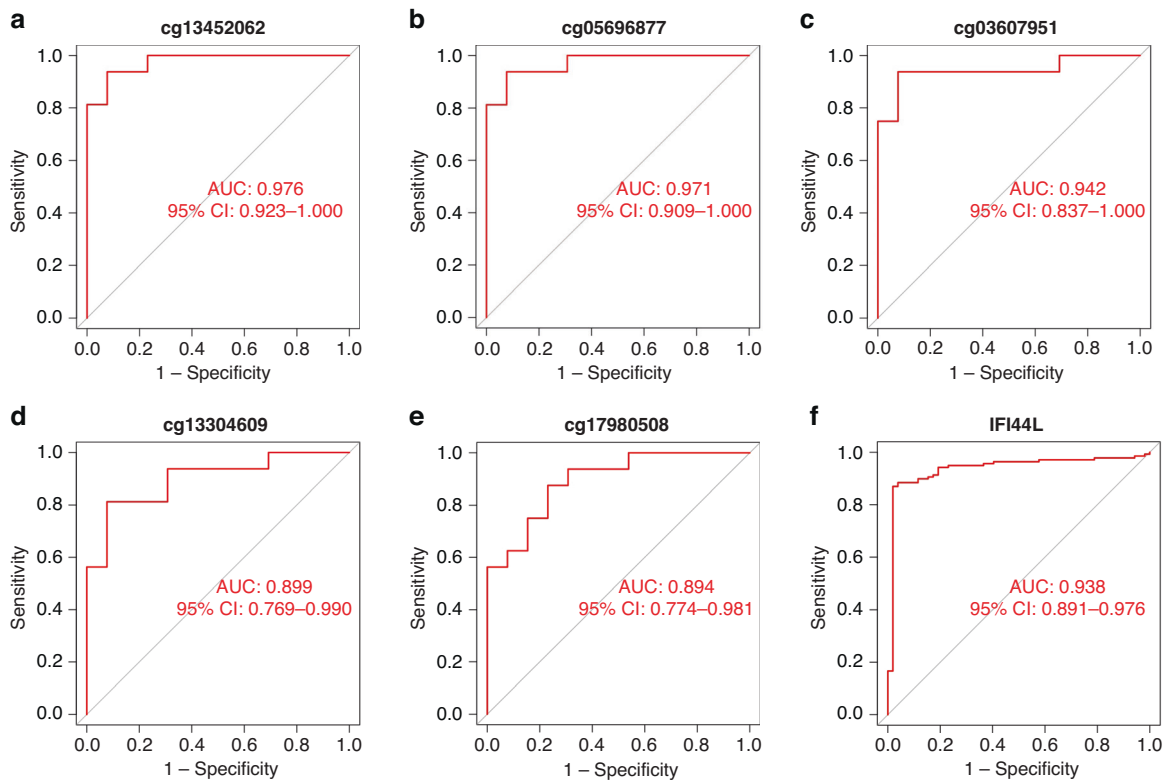 a
cg13452062
1.0
0.8
0.6
0.4
0.2
0.0
Sensitivity
AUC: 0.976
95% CI: 0.923–1.000
0.0 0.2 0.4 0.6 0.8 1.0
1 – Specificity
b
cg05696877
1.0
0.8
0.6
0.4
0.2
0.0
Sensitivity
AUC: 0.971
95% CI: 0.909–1.000
0.0 0.2 0.4 0.6 0.8 1.0
1 – Specificity
c
cg03607951
1.0
0.8
0.6
0.4
0.2
0.0
Sensitivity
AUC: 0.942
95% CI: 0.837–1.000
0.0 0.2 0.4 0.6 0.8 1.0
1 – Specificity
d
cg13304609
1.0
0.8
0.6
0.4
0.2
0.0
Sensitivity
AUC: 0.899
95% CI: 0.769–0.990
0.0 0.2 0.4 0.6 0.8 1.0
1 – Specificity
e
cg17980508
1.0
0.8
0.6
0.4
0.2
0.0
Sensitivity
AUC: 0.894
95% CI: 0.774–0.981
0.0 0.2 0.4 0.6 0.8 1.0
1 – Specificity
f
IFI44L
1.0
0.8
0.6
0.4
0.2
0.0
Sensitivity
AUC: 0.938
95% CI: 0.891–0.976
0.0 0.2 0.4 0.6 0.8 1.0
1 – Specificity